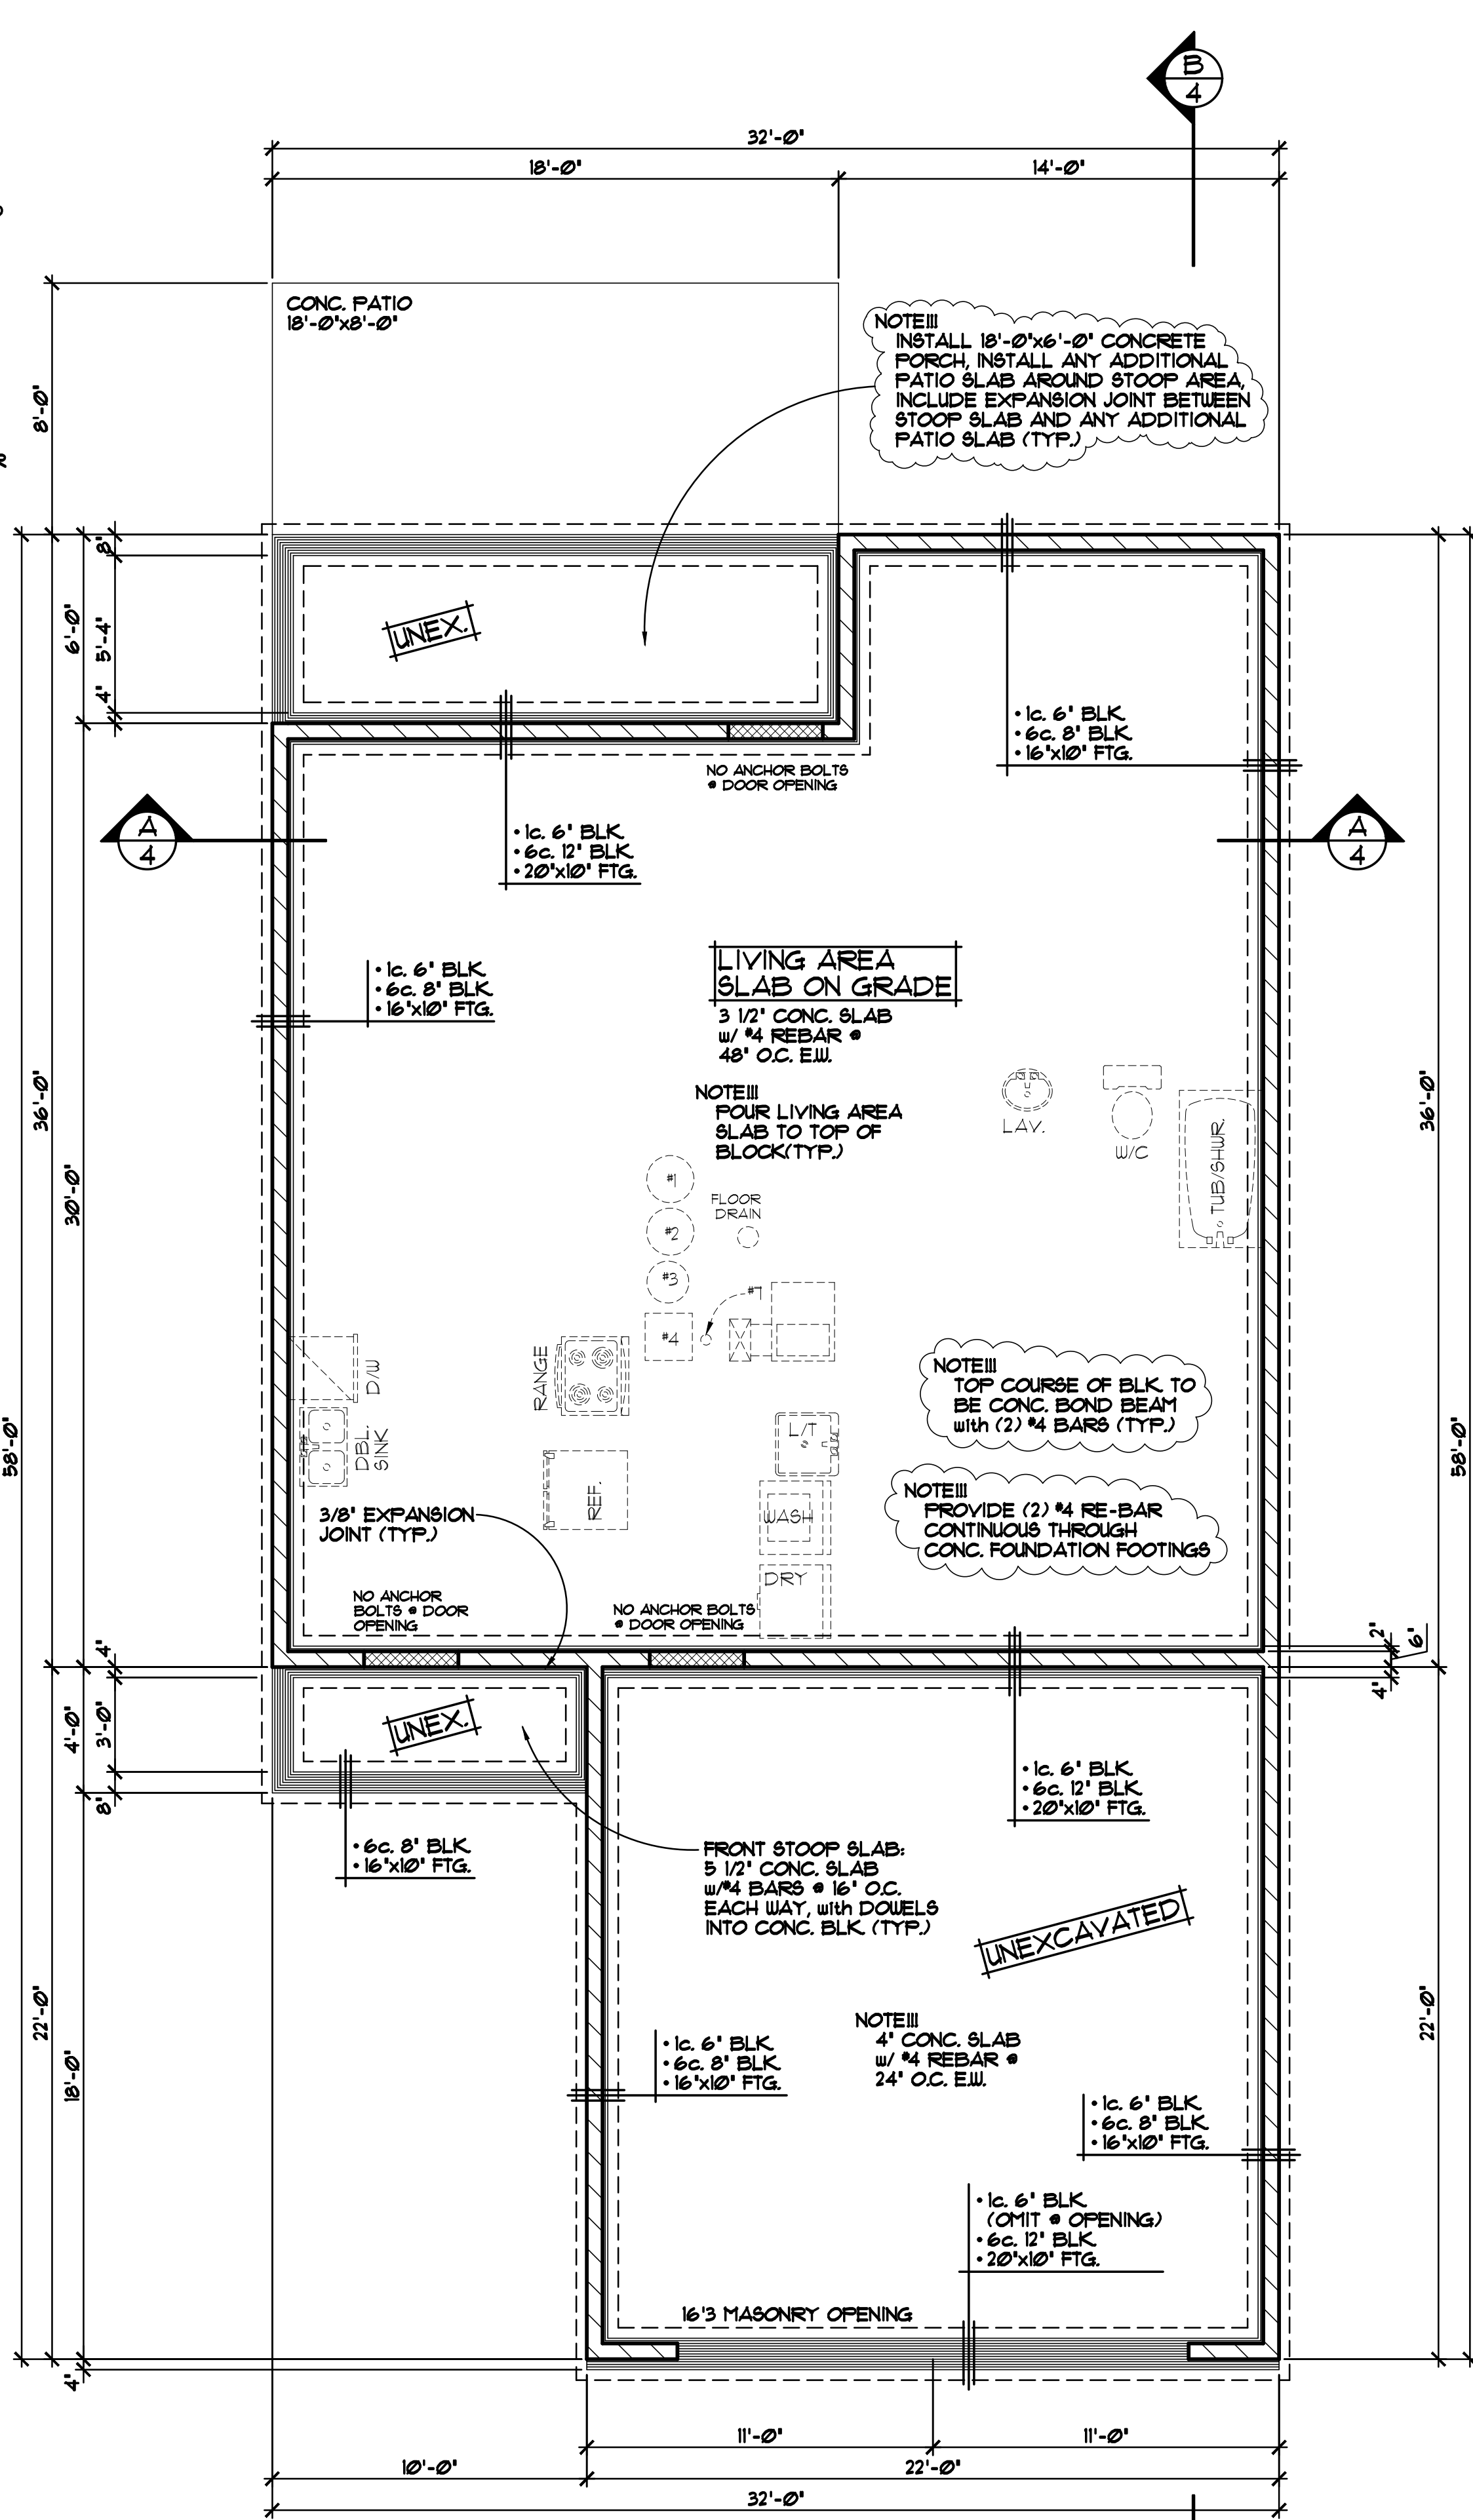 B
4
32'-0"
18'-0"
14'-0"
CONC. PATIO
18'-0"x8'-0"
NOTE!!!
INSTALL 18'-0"x6'-0" CONCRETE
PORCH, INSTALL ANY ADDITIONAL
PATIO SLAB AROUND STOOP AREA,
INCLUDE EXPANSION JOINT BETWEEN
STOOP SLAB AND ANY ADDITIONAL
PATIO SLAB (TYP.)
8'-0"
8"
6'-0"
5'-4"
4"
UNEX.
• 1c. 6" BLK.
• 6c. 8" BLK.
• 16"x10" FTG.
NO ANCHOR BOLTS
@ DOOR OPENING
A
4
A
4
• 1c. 6" BLK.
• 6c. 12" BLK.
• 20"x10" FTG.
• 1c. 6" BLK.
• 6c. 8" BLK.
• 16"x10" FTG.
LIVING AREA
SLAB ON GRADE
3 1/2" CONC. SLAB
w/ #4 REBAR @
48" O.C. E.W.
NOTE!!!
POUR LIVING AREA
SLAB TO TOP OF
BLOCK(TYP.)
LAV.
W/C
TUB/SHWR.
36'-0"
36'-0"
30'-0"
#1
#2
#3
#4
FLOOR
DRAIN
#7
D/W
RANGE
DBL.
SINK
REF.
L/T
WASH
DRY
NOTE!!!
TOP COURSE OF BLK. TO
BE CONC. BOND BEAM
with (2) #4 BARS (TYP.)
NOTE!!!
PROVIDE (2) #4 RE-BAR
CONTINUOUS THROUGH
CONC. FOUNDATION FOOTINGS
58'-0"
58'-0"
3/8" EXPANSION
JOINT (TYP.)
NO ANCHOR
BOLTS @ DOOR
OPENING
NO ANCHOR BOLTS
@ DOOR OPENING
2"
6"
4"
4"
4'-0"
3'-0"
8"
UNEX.
• 1c. 6" BLK.
• 6c. 12" BLK.
• 20"x10" FTG.
• 6c. 8" BLK.
• 16"x10" FTG.
FRONT STOOP SLAB:
5 1/2" CONC. SLAB
w/#4 BARS @ 16" O.C.
EACH WAY, with DOWELS
INTO CONC. BLK. (TYP.)
UNEXCAVATED
22'-0"
22'-0"
18'-0"
NOTE!!!
4" CONC. SLAB
w/ #4 REBAR @
24" O.C. E.W.
• 1c. 6" BLK.
• 6c. 8" BLK.
• 16"x10" FTG.
• 1c. 6" BLK.
• 6c. 8" BLK.
• 16"x10" FTG.
• 1c. 6" BLK.
(OMIT @ OPENING)
• 6c. 12" BLK.
• 20"x10" FTG.
16'3 MASONRY OPENING
4"
11'-0"
11'-0"
10'-0"
22'-0"
32'-0"